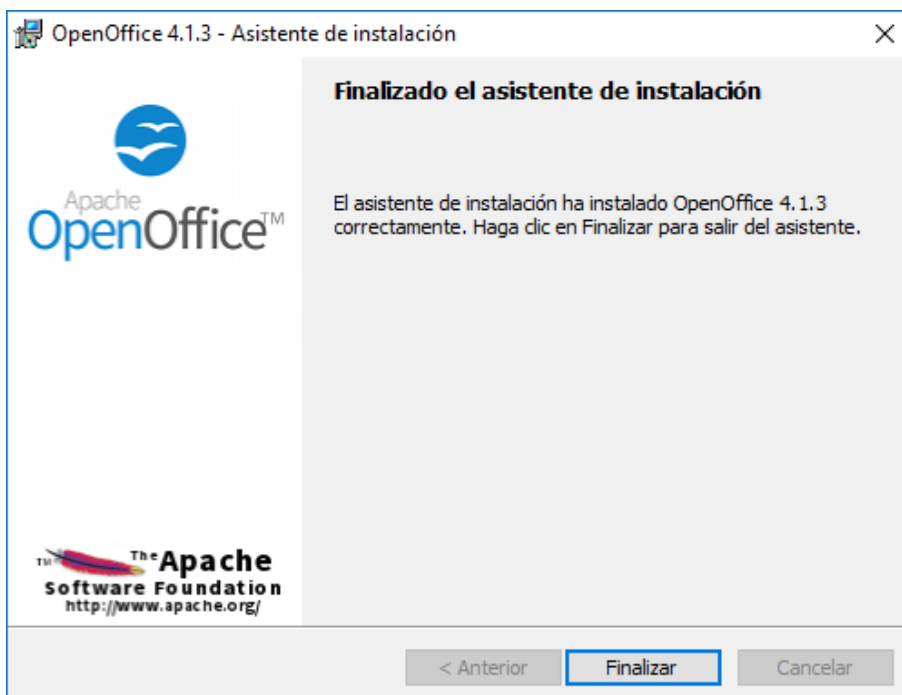 OpenOffice 4.1.3 - Asistente de instalación
Finalizado el asistente de instalación
Apache
OpenOffice™
El asistente de instalación ha instalado OpenOffice 4.1.3
correctamente. Haga clic en Finalizar para salir del asistente.
TM The Apache
Software Foundation
http://www.apache.org/
< Anterior
Finalizar
Cancelar